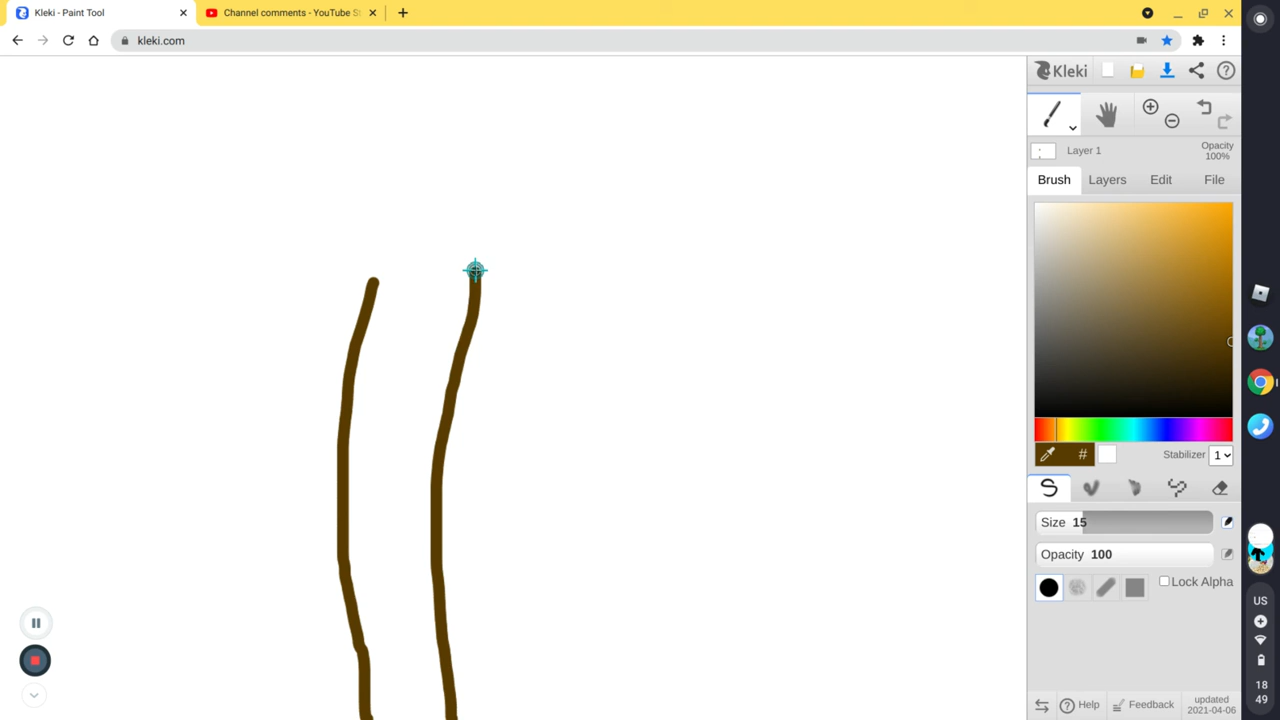 Kleki - Paint Tool
Channel comments - YouTube St
kleki.com
Kleki
Layer 1
Opacity
100%
Brush
Layers
Edit
File
#
Stabilizer
1
Size 15
Opacity 100
Lock Alpha
Help
Feedback
updated
2021-04-06
US
18
49